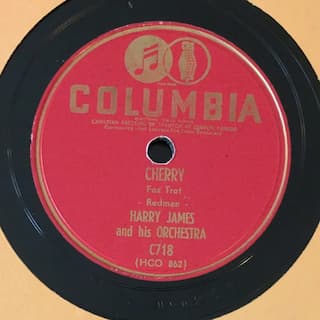 COLUMBIA
CHERRY
Fox Trot
- Redman -
HARRY JAMES
and his ORCHESTRA
C718
(HCO 862)